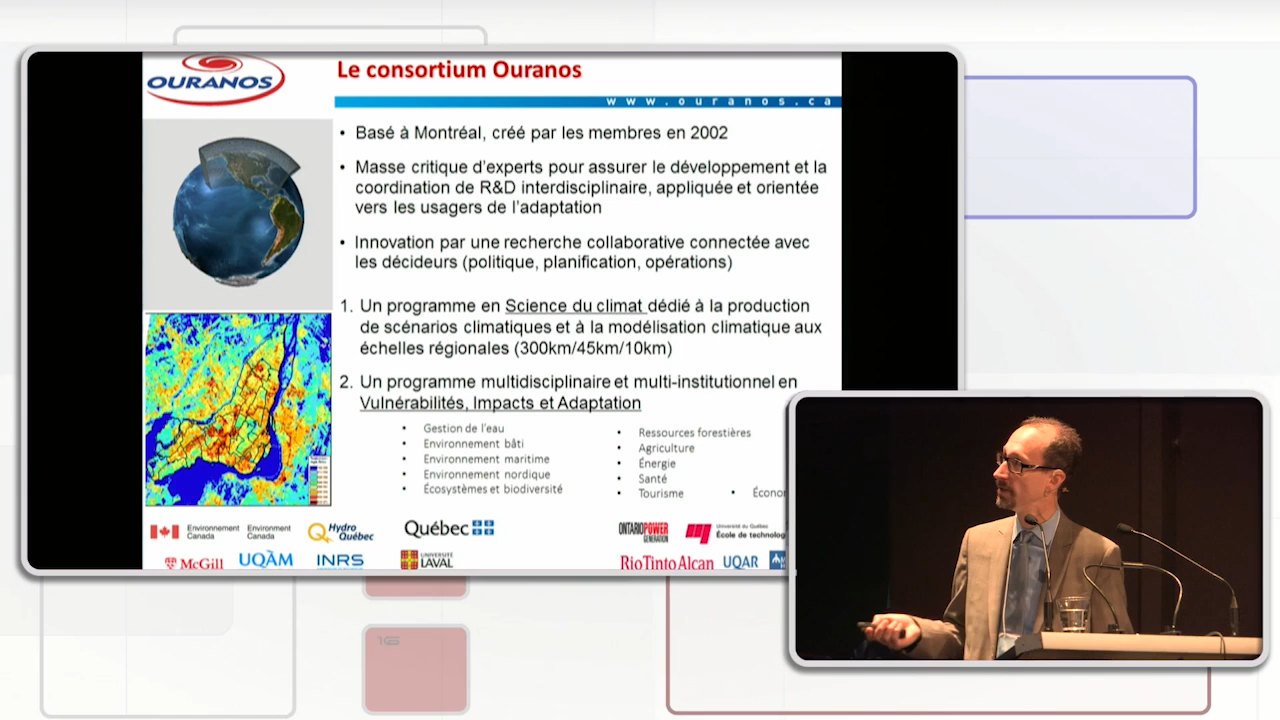 OURANOS
Le consortium Ouranos
www.ouranos.ca
• Basé à Montréal, créé par les membres en 2002
• Masse critique d'experts pour assurer le développement et la
coordination de R&D interdisciplinaire, appliquée et orientée
vers les usagers de l'adaptation
• Innovation par une recherche collaborative connectée avec
les décideurs (politique, planification, opérations)
1. Un programme en Science du climat dédié à la production
de scénarios climatiques et à la modélisation climatique aux
échelles régionales (300km/45km/10km)
2. Un programme multidisciplinaire et multi-institutionnel en
Vulnérabilités, Impacts et Adaptation
• Gestion de l'eau
• Environnement bâti
• Environnement maritime
• Environnement nordique
• Écosystèmes et biodiversité
• Ressources forestières
• Agriculture
• Énergie
• Santé
• Tourisme
•
Environnement Canada
Environment Canada
Hydro Québec
Québec
ONTARIO POWER GENERATION
Université du Québec
École de
McGill
UQÀM
INRS
UNIVERSITÉ LAVAL
RioTintoAlcan
UQAR
16